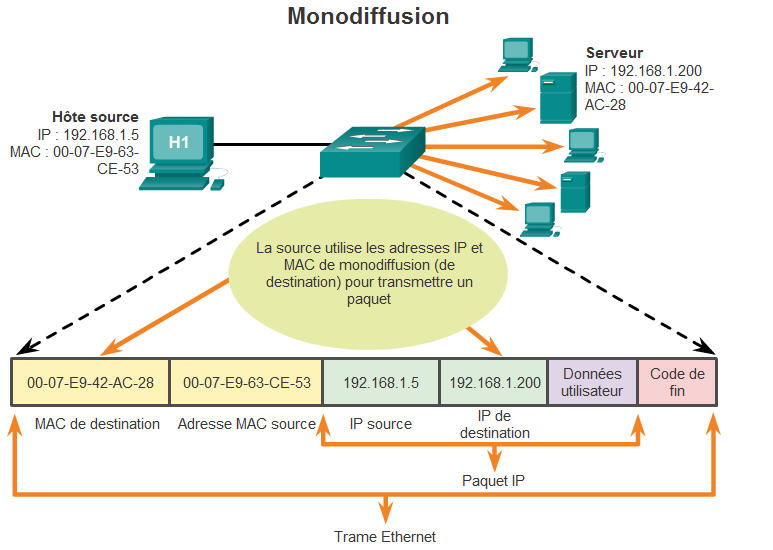 Monodiffusion
Serveur
IP : 192.168.1.200
MAC : 00-07-E9-42-
AC-28
Hôte source
IP : 192.168.1.5
MAC : 00-07-E9-63-
CE-53
H1
La source utilise les adresses IP et
MAC de monodiffusion (de
destination) pour transmettre un
paquet
00-07-E9-42-AC-28
00-07-E9-63-CE-53
192.168.1.5
192.168.1.200
Données
utilisateur
Code de
fin
MAC de destination
Adresse MAC source
IP source
IP de
destination
Paquet IP
Trame Ethernet